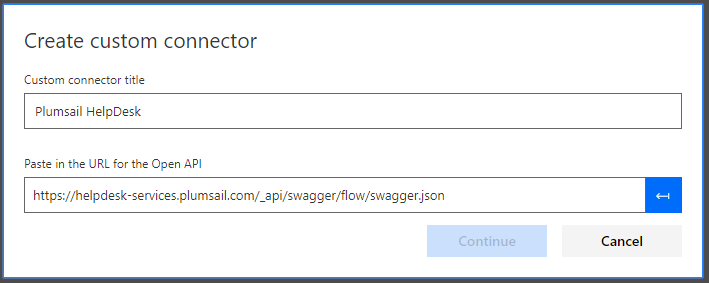 Create custom connector
Custom connector title
Plumsail HelpDesk
Paste in the URL for the Open API
https://helpdesk-services.plumsail.com/_api/swagger/flow/swagger.json
Continue
Cancel